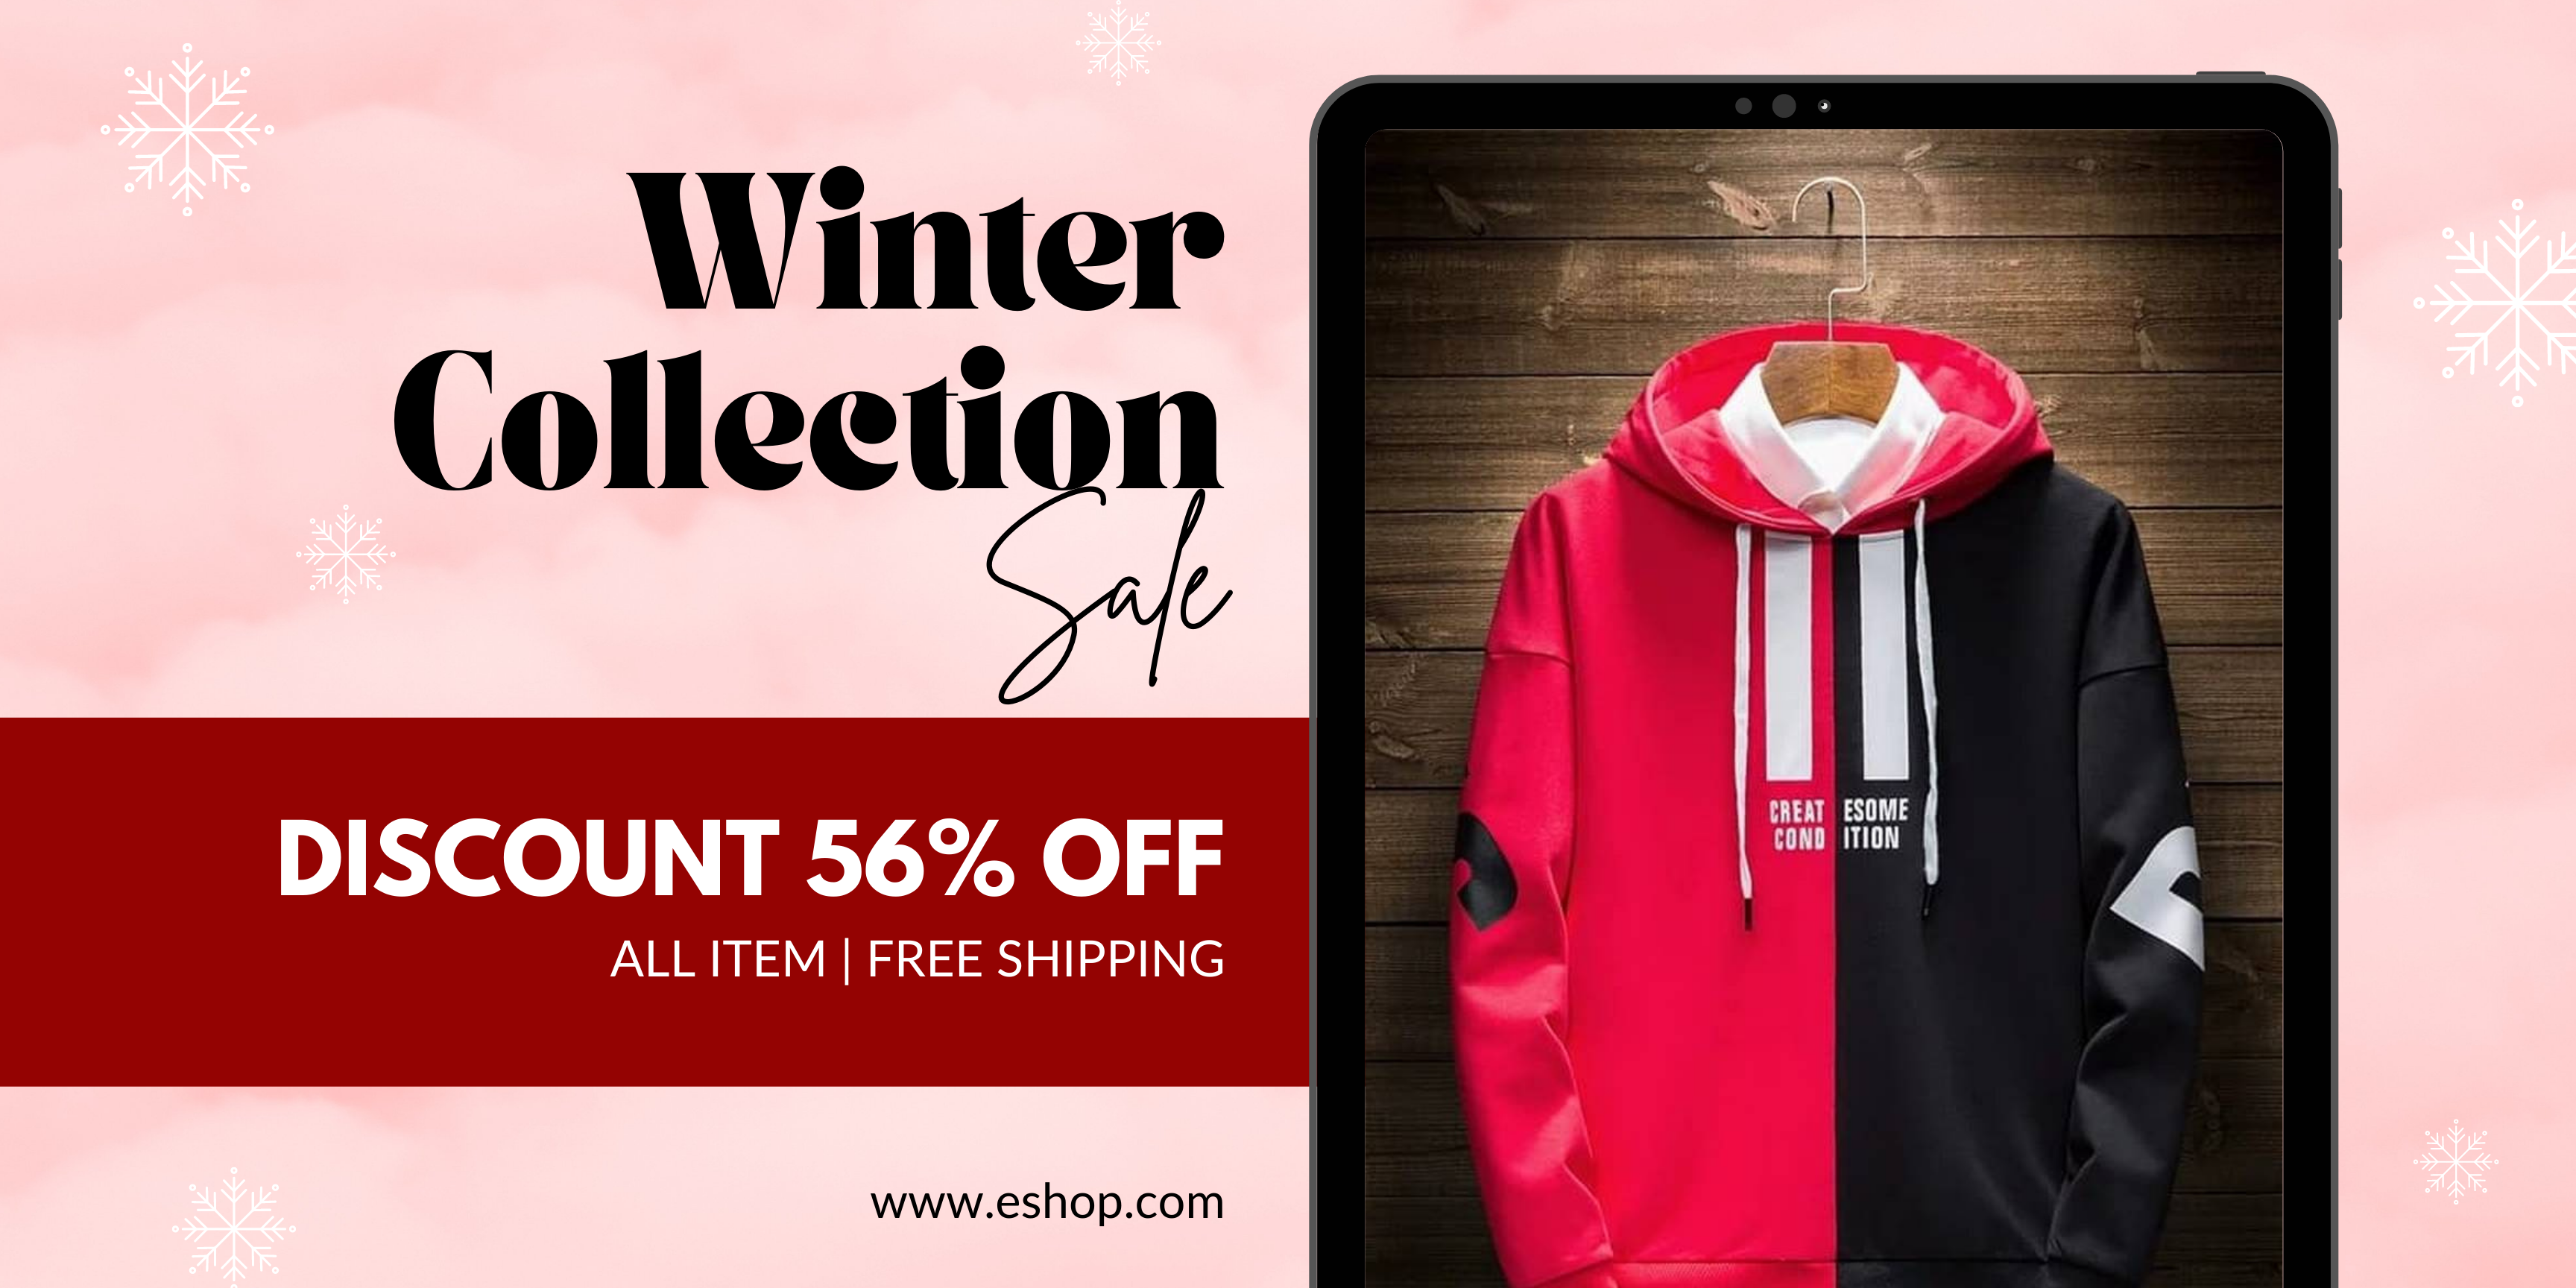 Winter
Collection
Sale
DISCOUNT 56% OFF
ALL ITEM | FREE SHIPPING
www.eshop.com
CREAT ESOME
COND ITION